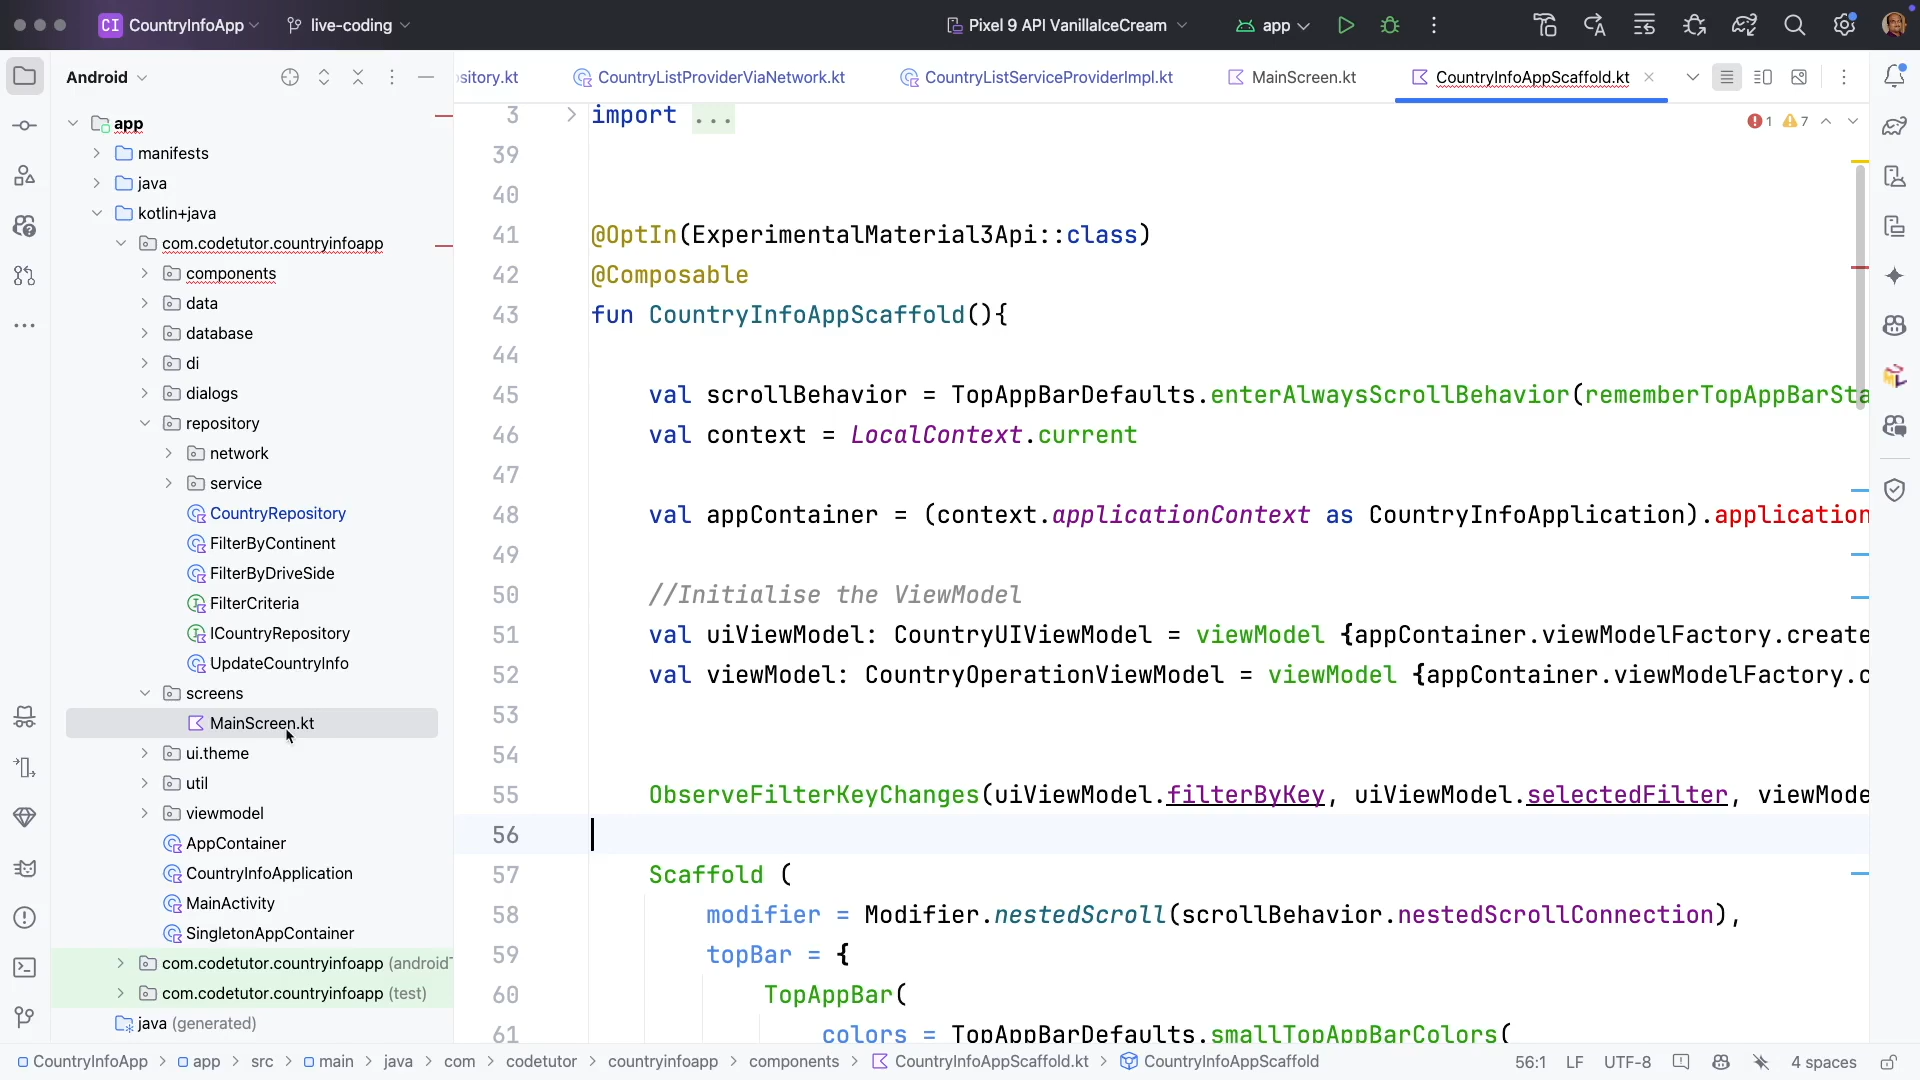 CI CountryInfoApp live-coding Pixel 9 API VanillaIceCream app
Android
sitory.kt CountryListProviderViaNetwork.kt CountryListServiceProviderImpl.kt MainScreen.kt CountryInfoAppScaffold.kt
app
manifests
java
kotlin+java
com.codetutor.countryinfoapp
components
data
database
di
dialogs
repository
network
service
CountryRepository
FilterByContinent
FilterByDriveSide
FilterCriteria
ICountryRepository
UpdateCountryInfo
screens
MainScreen.kt
ui.theme
util
viewmodel
AppContainer
CountryInfoApplication
MainActivity
SingletonAppContainer
com.codetutor.countryinfoapp (android
com.codetutor.countryinfoapp (test)
java (generated)
1 7
3 import ...
39
40
41 @OptIn(ExperimentalMaterial3Api::class)
42 @Composable
43 fun CountryInfoAppScaffold(){
44
45 val scrollBehavior = TopAppBarDefaults.enterAlwaysScrollBehavior(rememberTopAppBarSta
46 val context = LocalContext.current
47
48 val appContainer = (context.applicationContext as CountryInfoApplication).application
49
50 //Initialise the ViewModel
51 val uiViewModel: CountryUIViewModel = viewModel {appContainer.viewModelFactory.create
52 val viewModel: CountryOperationViewModel = viewModel {appContainer.viewModelFactory.c
53
54
55 ObserveFilterKeyChanges(uiViewModel.filterByKey, uiViewModel.selectedFilter, viewMode
56
57 Scaffold (
58 modifier = Modifier.nestedScroll(scrollBehavior.nestedScrollConnection),
59 topBar = {
60 TopAppBar(
61 colors = TopAppBarDefaults.smallTopAppBarColors(
CountryInfoApp > app > src > main > java > com > codetutor > countryinfoapp > components > CountryInfoAppScaffold.kt > CountryInfoAppScaffold 56:1 LF UTF-8 4 spaces